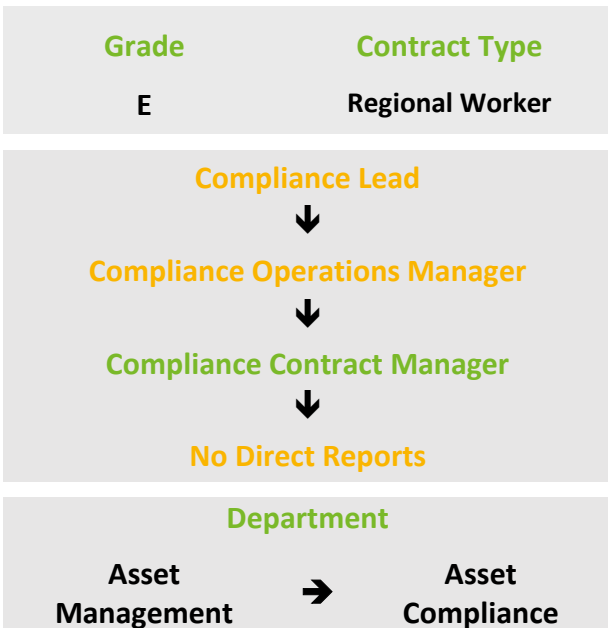 Grade Contract Type
E Regional Worker
Compliance Lead
🡳
Compliance Operations Manager
🡳
Compliance Contract Manager
🡳
No Direct Reports
Department
Asset Management 🡲 Asset Compliance